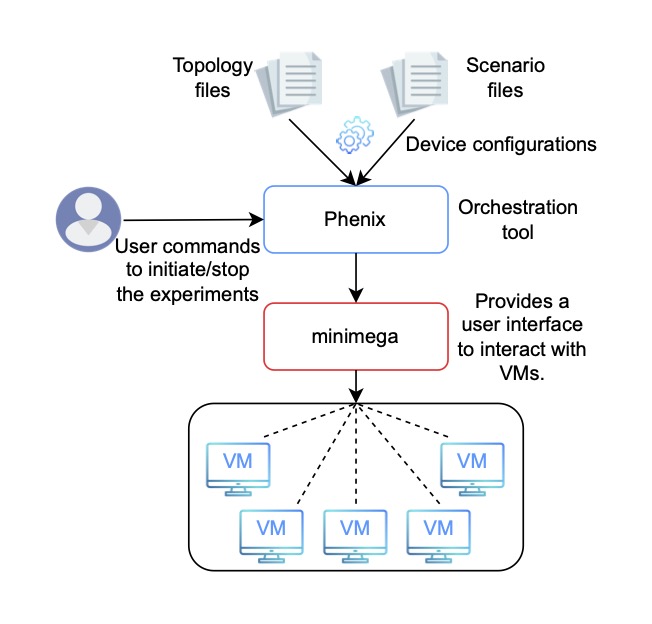 Topology
files
Scenario
files
Device configurations
Phenix
Orchestration
tool
User commands
to initiate/stop
the experiments
minimega
Provides a
user interface
to interact with
VMs.
VM
VM
VM
VM
VM